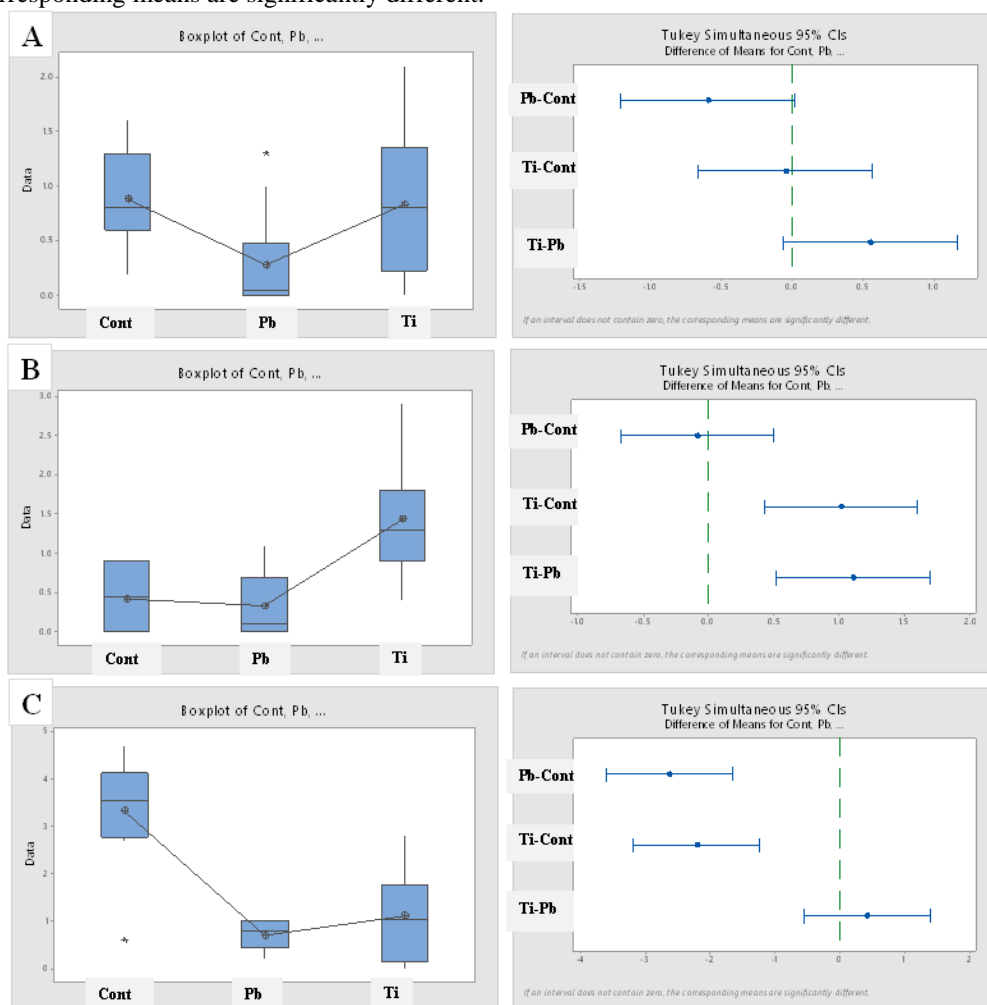 rresponding means are significantly different.
A
Boxplot of Cont, Pb, ...
Data
2.0
1.5
1.0
0.5
0.0
Cont Pb Ti
Tukey Simultaneous 95% CIs
Difference of Means for Cont, Pb, ...
Pb-Cont
Ti-Cont
Ti-Pb
-1.5 -1.0 -0.5 0.0 0.5 1.0
If an interval does not contain zero, the corresponding means are significantly different.
B
Boxplot of Cont, Pb, ...
Data
3.0
2.5
2.0
1.5
1.0
0.5
0.0
Cont Pb Ti
Tukey Simultaneous 95% CIs
Difference of Means for Cont, Pb, ...
Pb-Cont
Ti-Cont
Ti-Pb
-1.0 -0.5 0.0 0.5 1.0 1.5 2.0
If an interval does not contain zero, the corresponding means are significantly different.
C
Boxplot of Cont, Pb, ...
Data
5
4
3
2
1
0
Cont Pb Ti
Tukey Simultaneous 95% CIs
Difference of Means for Cont, Pb, ...
Pb-Cont
Ti-Cont
Ti-Pb
-4 -3 -2 -1 0 1 2
If an interval does not contain zero, the corresponding means are significantly different.